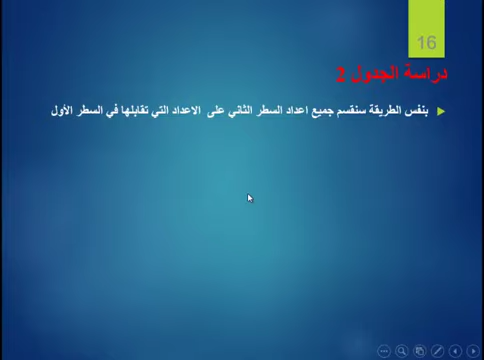 16
دراسة الجدول 2
بنفس الطريقة سنقسم جميع اعداد السطر الثاني على الاعداد التي تقابلها في السطر الأول